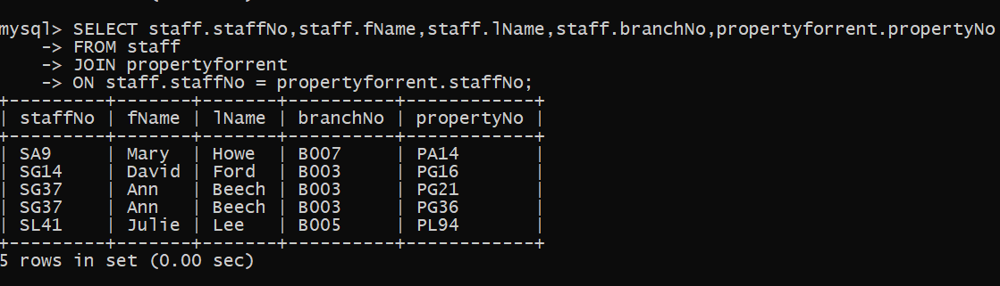 mysql> SELECT staff.staffNo,staff.fName,staff.lName,staff.branchNo,propertyforrent.propertyNo
    -> FROM staff
    -> JOIN propertyforrent
    -> ON staff.staffNo = propertyforrent.staffNo;
+---------+-------+-------+----------+------------+
| staffNo | fName | lName | branchNo | propertyNo |
+---------+-------+-------+----------+------------+
| SA9     | Mary  | Howe  | B007     | PA14       |
| SG14    | David | Ford  | B003     | PG16       |
| SG37    | Ann   | Beech | B003     | PG21       |
| SG37    | Ann   | Beech | B003     | PG36       |
| SL41    | Julie | Lee   | B005     | PL94       |
+---------+-------+-------+----------+------------+
5 rows in set (0.00 sec)